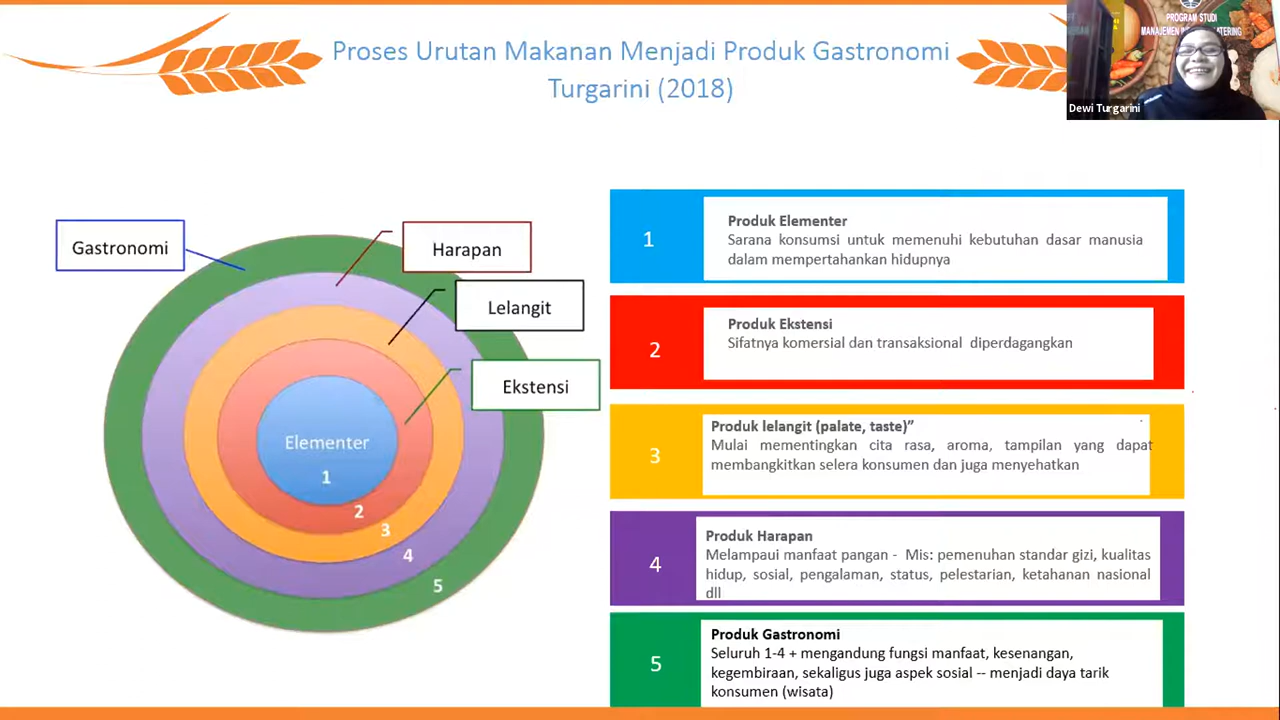 Proses Urutan Makanan Menjadi Produk Gastronomi
Turgarini (2018)
PROGRAM STUDI
Dewi Turgarini
Gastronomi
Harapan
Lelangit
Ekstensi
Elementer
1
2
3
4
5
1
Produk Elementer
Sarana konsumsi untuk memenuhi kebutuhan dasar manusia
dalam mempertahankan hidupnya
2
Produk Ekstensi
Sifatnya komersial dan transaksional diperdagangkan
3
Produk lelangit (palate, taste)”
Mulai mementingkan cita rasa, aroma, tampilan yang dapat
membangkitkan selera konsumen dan juga menyehatkan
4
Produk Harapan
Melampaui manfaat pangan - Mis: pemenuhan standar gizi, kualitas
hidup, sosial, pengalaman, status, pelestarian, ketahanan nasional
dll
5
Produk Gastronomi
Seluruh 1-4 + mengandung fungsi manfaat, kesenangan,
kegembiraan, sekaligus juga aspek sosial -- menjadi daya tarik
konsumen (wisata)